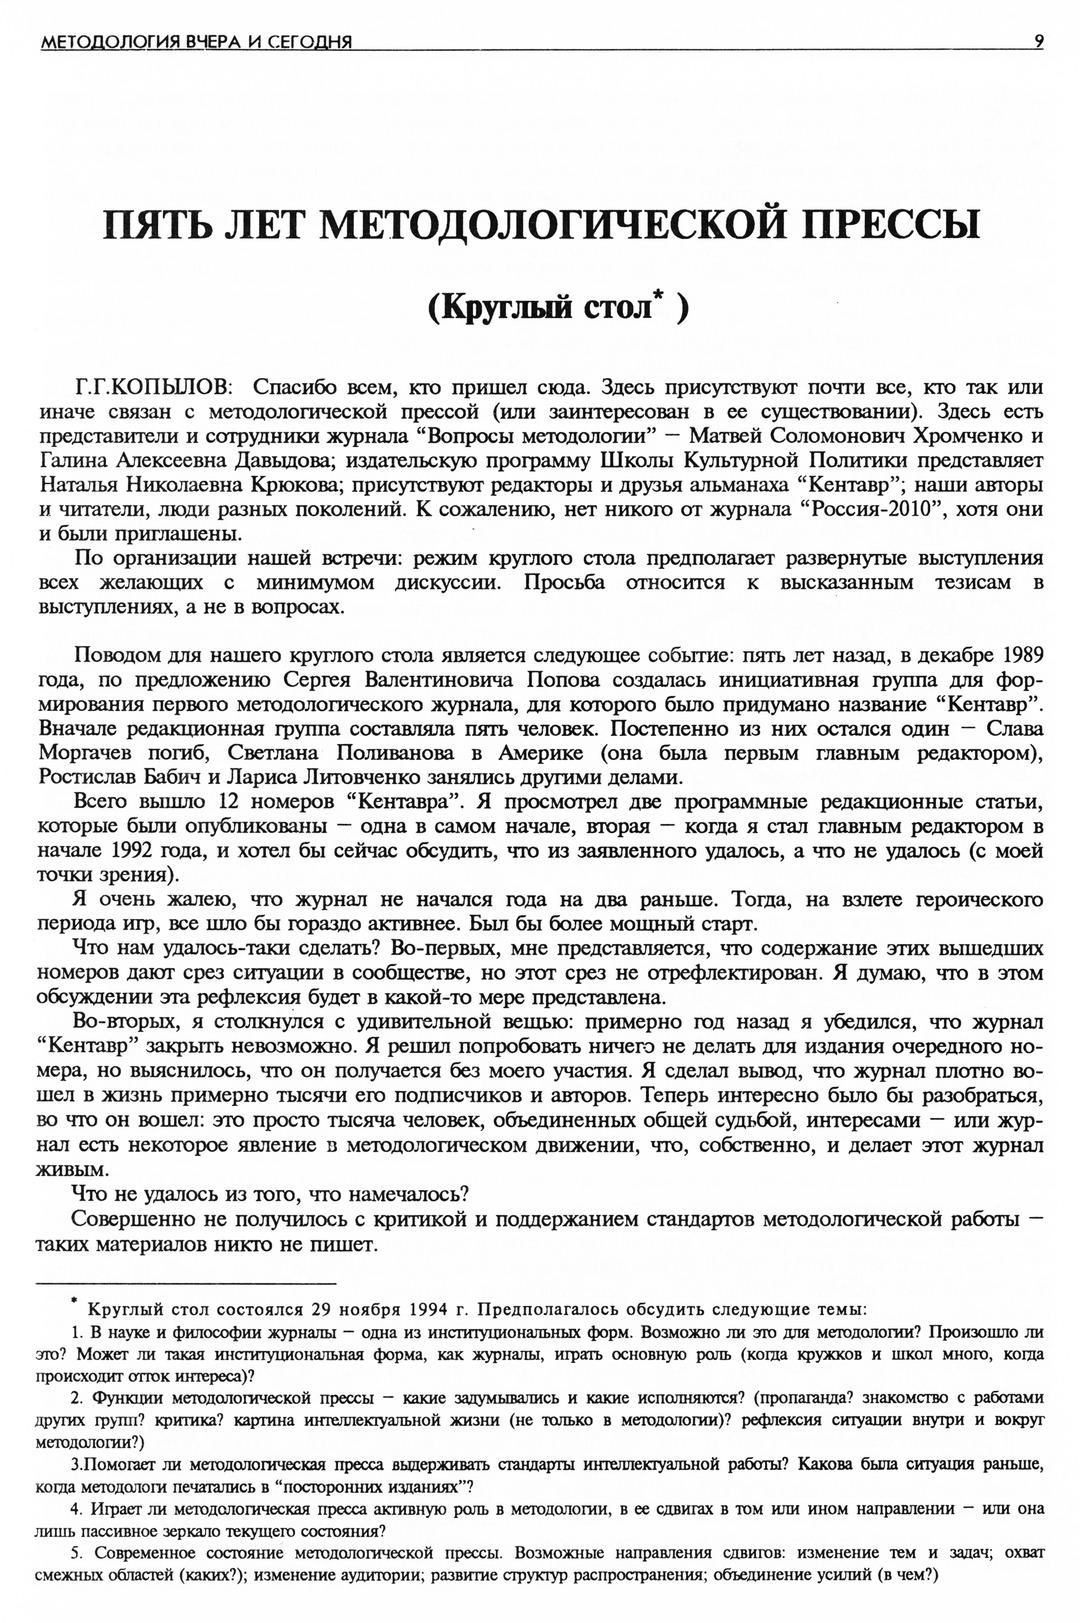 МЕТОДОЛОГИЯ ВЧЕРА И СЕГОДНЯ 9
ПЯТЬ ЛЕТ МЕТОДОЛОГИЧЕСКОЙ ПРЕССЫ
(Круглый стол* )
Г.Г.КОПЫЛОВ: Спасибо всем, кто пришел сюда. Здесь присутствуют почти все, кто так или
иначе связан с методологической прессой (или заинтересован в ее существовании). Здесь есть
представители и сотрудники журнала “Вопросы методологии” — Матвей Соломонович Хромченко и
Галина Алексеевна Давыдова; издательскую программу Школы Культурной Политики представляет
Наталья Николаевна Крюкова; присутствуют редакторы и друзья альманаха “Кентавр”; наши авторы
и читатели, люди разных поколений. К сожалению, нет никого от журнала “Россия-2010”, хотя они
и были приглашены.
По организации нашей встречи: режим круглого стола предполагает развернутые выступления
всех желающих с минимумом дискуссии. Просьба относится к высказанным тезисам в
выступлениях, а не в вопросах.
Поводом для нашего круглого стола является следующее событие: пять лет назад, в декабре 1989
года, по предложению Сергея Валентиновича Попова создалась инициативная группа для фор-
мирования первого методологического журнала, для которого было придумано название “Кентавр”.
Вначале редакционная группа составляла пять человек. Постепенно из них остался один — Слава
Моргачев погиб, Светлана Поливанова в Америке (она была первым главным редактором),
Ростислав Бабич и Лариса Литовченко занялись другими делами.
Всего вышло 12 номеров “Кентавра”. Я просмотрел две программные редакционные статьи,
которые были опубликованы — одна в самом начале, вторая — когда я стал главным редактором в
начале 1992 года, и хотел бы сейчас обсудить, что из заявленного удалось, а что не удалось (с моей
точки зрения).
Я очень жалею, что журнал не начался года на два раньше. Тогда, на взлете героического
периода игр, все шло бы гораздо активнее. Был бы более мощный старт.
Что нам удалось-таки сделать? Во-первых, мне представляется, что содержание этих вышедших
номеров дают срез ситуации в сообществе, но этот срез не отрефлектирован. Я думаю, что в этом
обсуждении эта рефлексия будет в какой-то мере представлена.
Во-вторых, я столкнулся с удивительной вещью: примерно год назад я убедился, что журнал
“Кентавр” закрыть невозможно. Я решил попробовать ничего не делать для издания очередного но-
мера, но выяснилось, что он получается без моего участия. Я сделал вывод, что журнал плотно во-
шел в жизнь примерно тысячи его подписчиков и авторов. Теперь интересно было бы разобраться,
во что он вошел: это просто тысяча человек, объединенных общей судьбой, интересами — или жур-
нал есть некоторое явление в методологическом движении, что, собственно, и делает этот журнал
живым.
Что не удалось из того, что намечалось?
Совершенно не получилось с критикой и поддержанием стандартов методологической работы —
таких материалов никто не пишет.
* Круглый стол состоялся 29 ноября 1994 г. Предполагалось обсудить следующие темы:
1. В науке и философии журналы — одна из институциональных форм. Возможно ли это для методологии? Произошло ли
это? Может ли такая институциональная форма, как журналы, играть основную роль (когда кружков и школ много, когда
происходит отток интереса)?
2. Функции методологической прессы — какие задумывались и какие исполняются? (пропаганда? знакомство с работами
других групп? критика? картина интеллектуальной жизни (не только в методологии)? рефлексия ситуации внутри и вокруг
методологии?)
3.Помогает ли методологическая пресса выдерживать стандарты интеллектуальной работы? Какова была ситуация раньше,
когда методологи печатались в “посторонних изданиях”?
4. Играет ли методологическая пресса активную роль в методологии, в ее сдвигах в том или ином направлении — или она
лишь пассивное зеркало текущего состояния?
5. Современное состояние методологической прессы. Возможные направления сдвигов: изменение тем и задач; охват
смежных областей (каких?); изменение аудитории; развитие структур распространения; объединение усилий (в чем?)